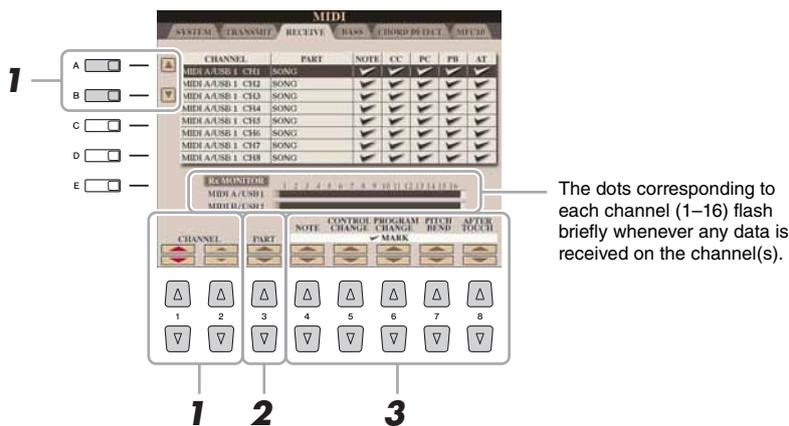 MIDI
SYSTEM TRANSMIT RECEIVE BASS CHORD DETECT. MFC10
CHANNEL PART NOTE CC PC PB AT
MIDI A/USB 1 CH1 SONG
MIDI A/USB 1 CH2 SONG
MIDI A/USB 1 CH3 SONG
MIDI A/USB 1 CH4 SONG
MIDI A/USB 1 CH5 SONG
MIDI A/USB 1 CH6 SONG
MIDI A/USB 1 CH7 SONG
MIDI A/USB 1 CH8 SONG
1
A
B
C
D
E
Rx MONITOR 1 2 3 4 5 6 7 8 9 10 11 12 13 14 15 16
MIDI A/USB1
MIDI B/USB2
The dots corresponding to
each channel (1–16) flash
briefly whenever any data is
received on the channel(s).
CHANNEL PART NOTE CONTROL CHANGE PROGRAM CHANGE PITCH BEND AFTER TOUCH
MARK
1 2 3 4 5 6 7 8
1 2 3